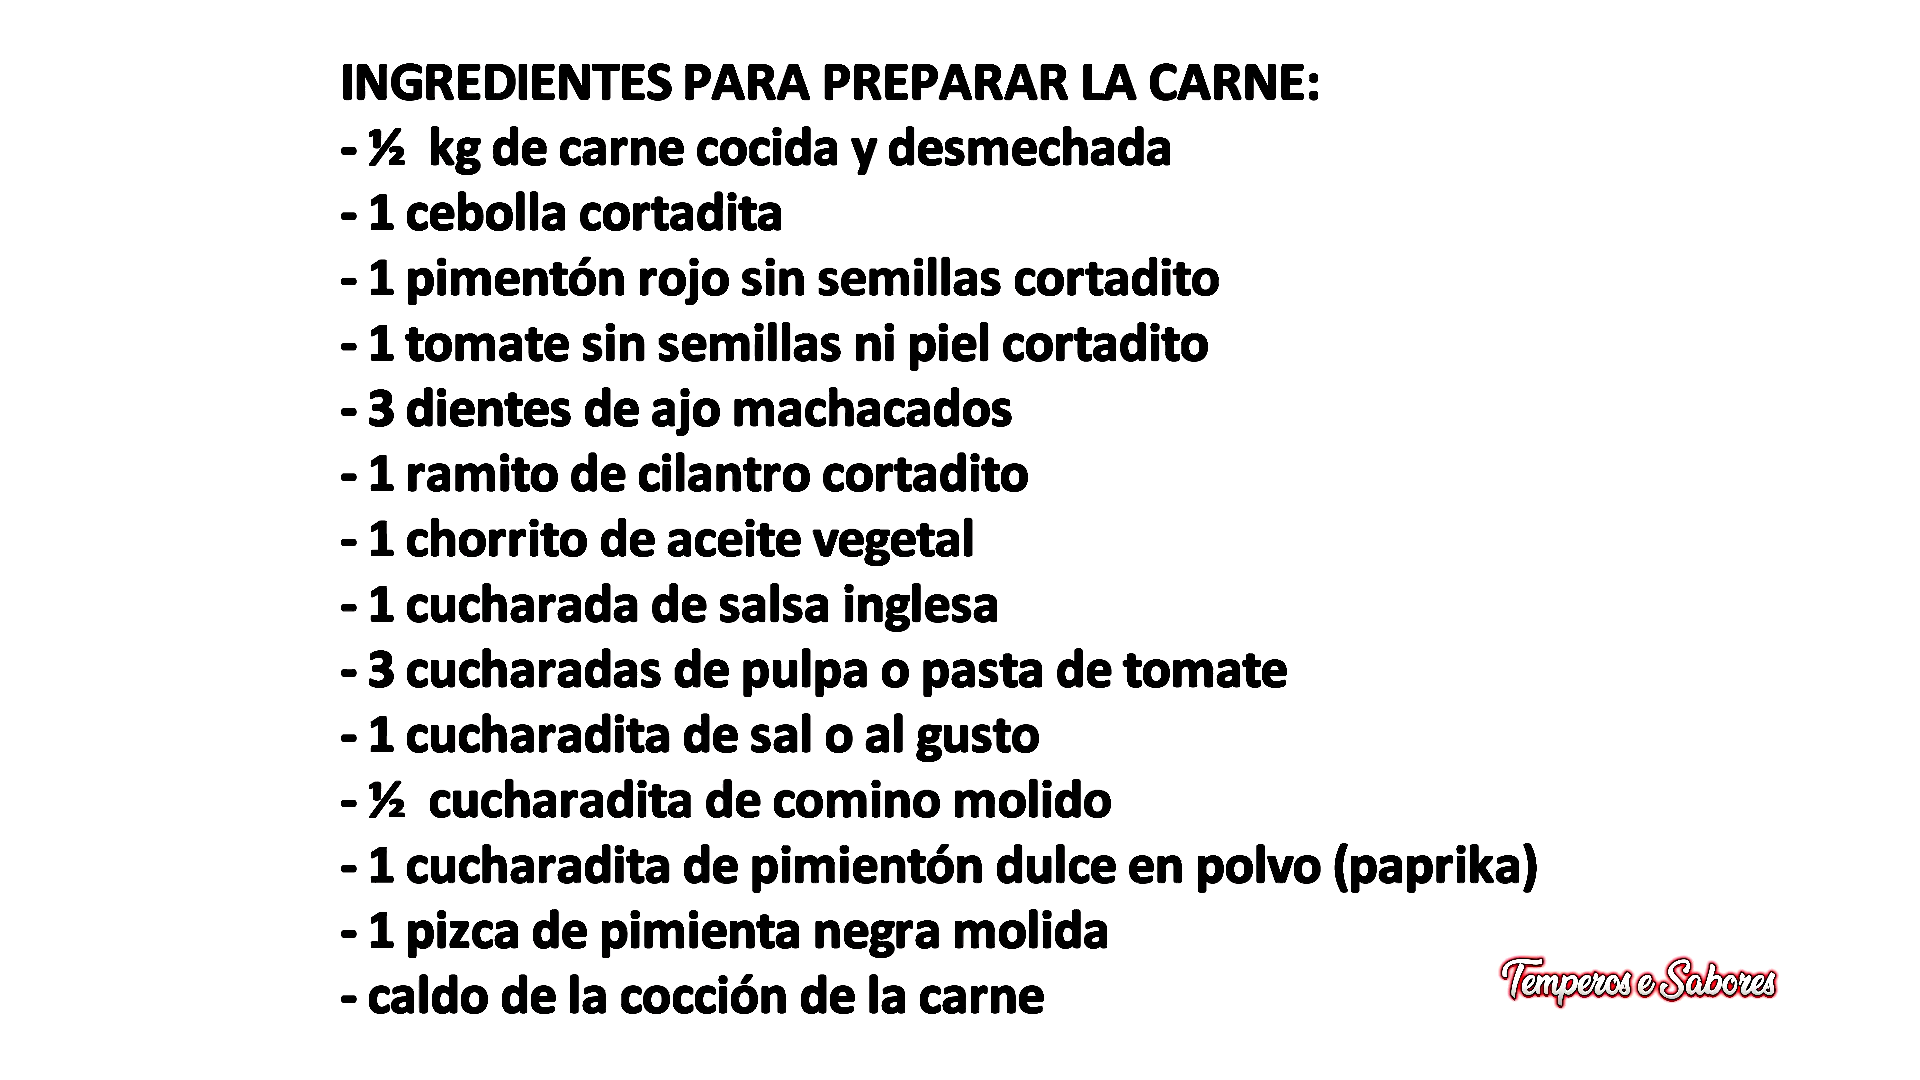 INGREDIENTES PARA PREPARAR LA CARNE:
- ½  kg de carne cocida y desmechada
- 1 cebolla cortadita
- 1 pimentón rojo sin semillas cortadito
- 1 tomate sin semillas ni piel cortadito
- 3 dientes de ajo machacados
- 1 ramito de cilantro cortadito
- 1 chorrito de aceite vegetal
- 1 cucharada de salsa inglesa
- 3 cucharadas de pulpa o pasta de tomate
- 1 cucharadita de sal o al gusto
- ½  cucharadita de comino molido
- 1 cucharadita de pimientón dulce en polvo (paprika)
- 1 pizca de pimienta negra molida
- caldo de la cocción de la carne
Temperos e Sabores